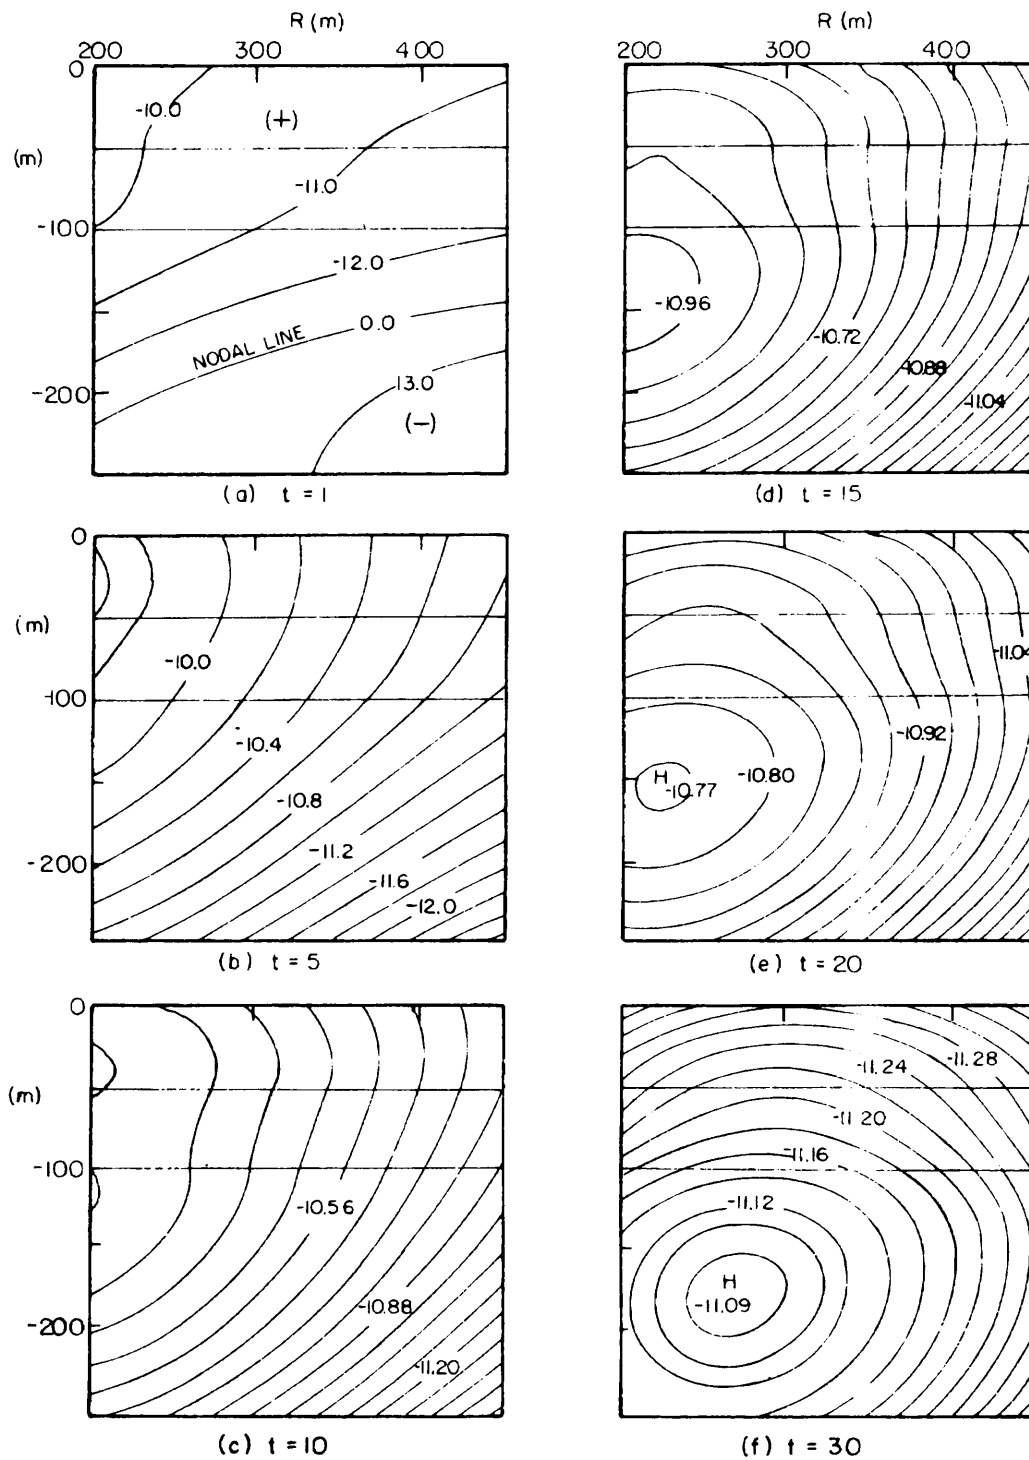 R (m)
200 300 400
0
(m)
-100
-200
-10.0
(+)
-11.0
-12.0
0.0
NODAL LINE
13.0
(-)
(a) t = 1
R (m)
200 300 400
-10.96
-10.72
-10.88
-11.04
(d) t = 15
0
(m)
-100
-200
-10.0
-10.4
-10.8
-11.2
-11.6
-12.0
(b) t = 5
-11.04
-10.92
H
-10.77
-10.80
(e) t = 20
0
(m)
-100
-200
-10.56
-10.88
-11.20
(c) t = 10
-11.28
-11.24
-11.20
-11.16
-11.12
H
-11.09
(f) t = 30